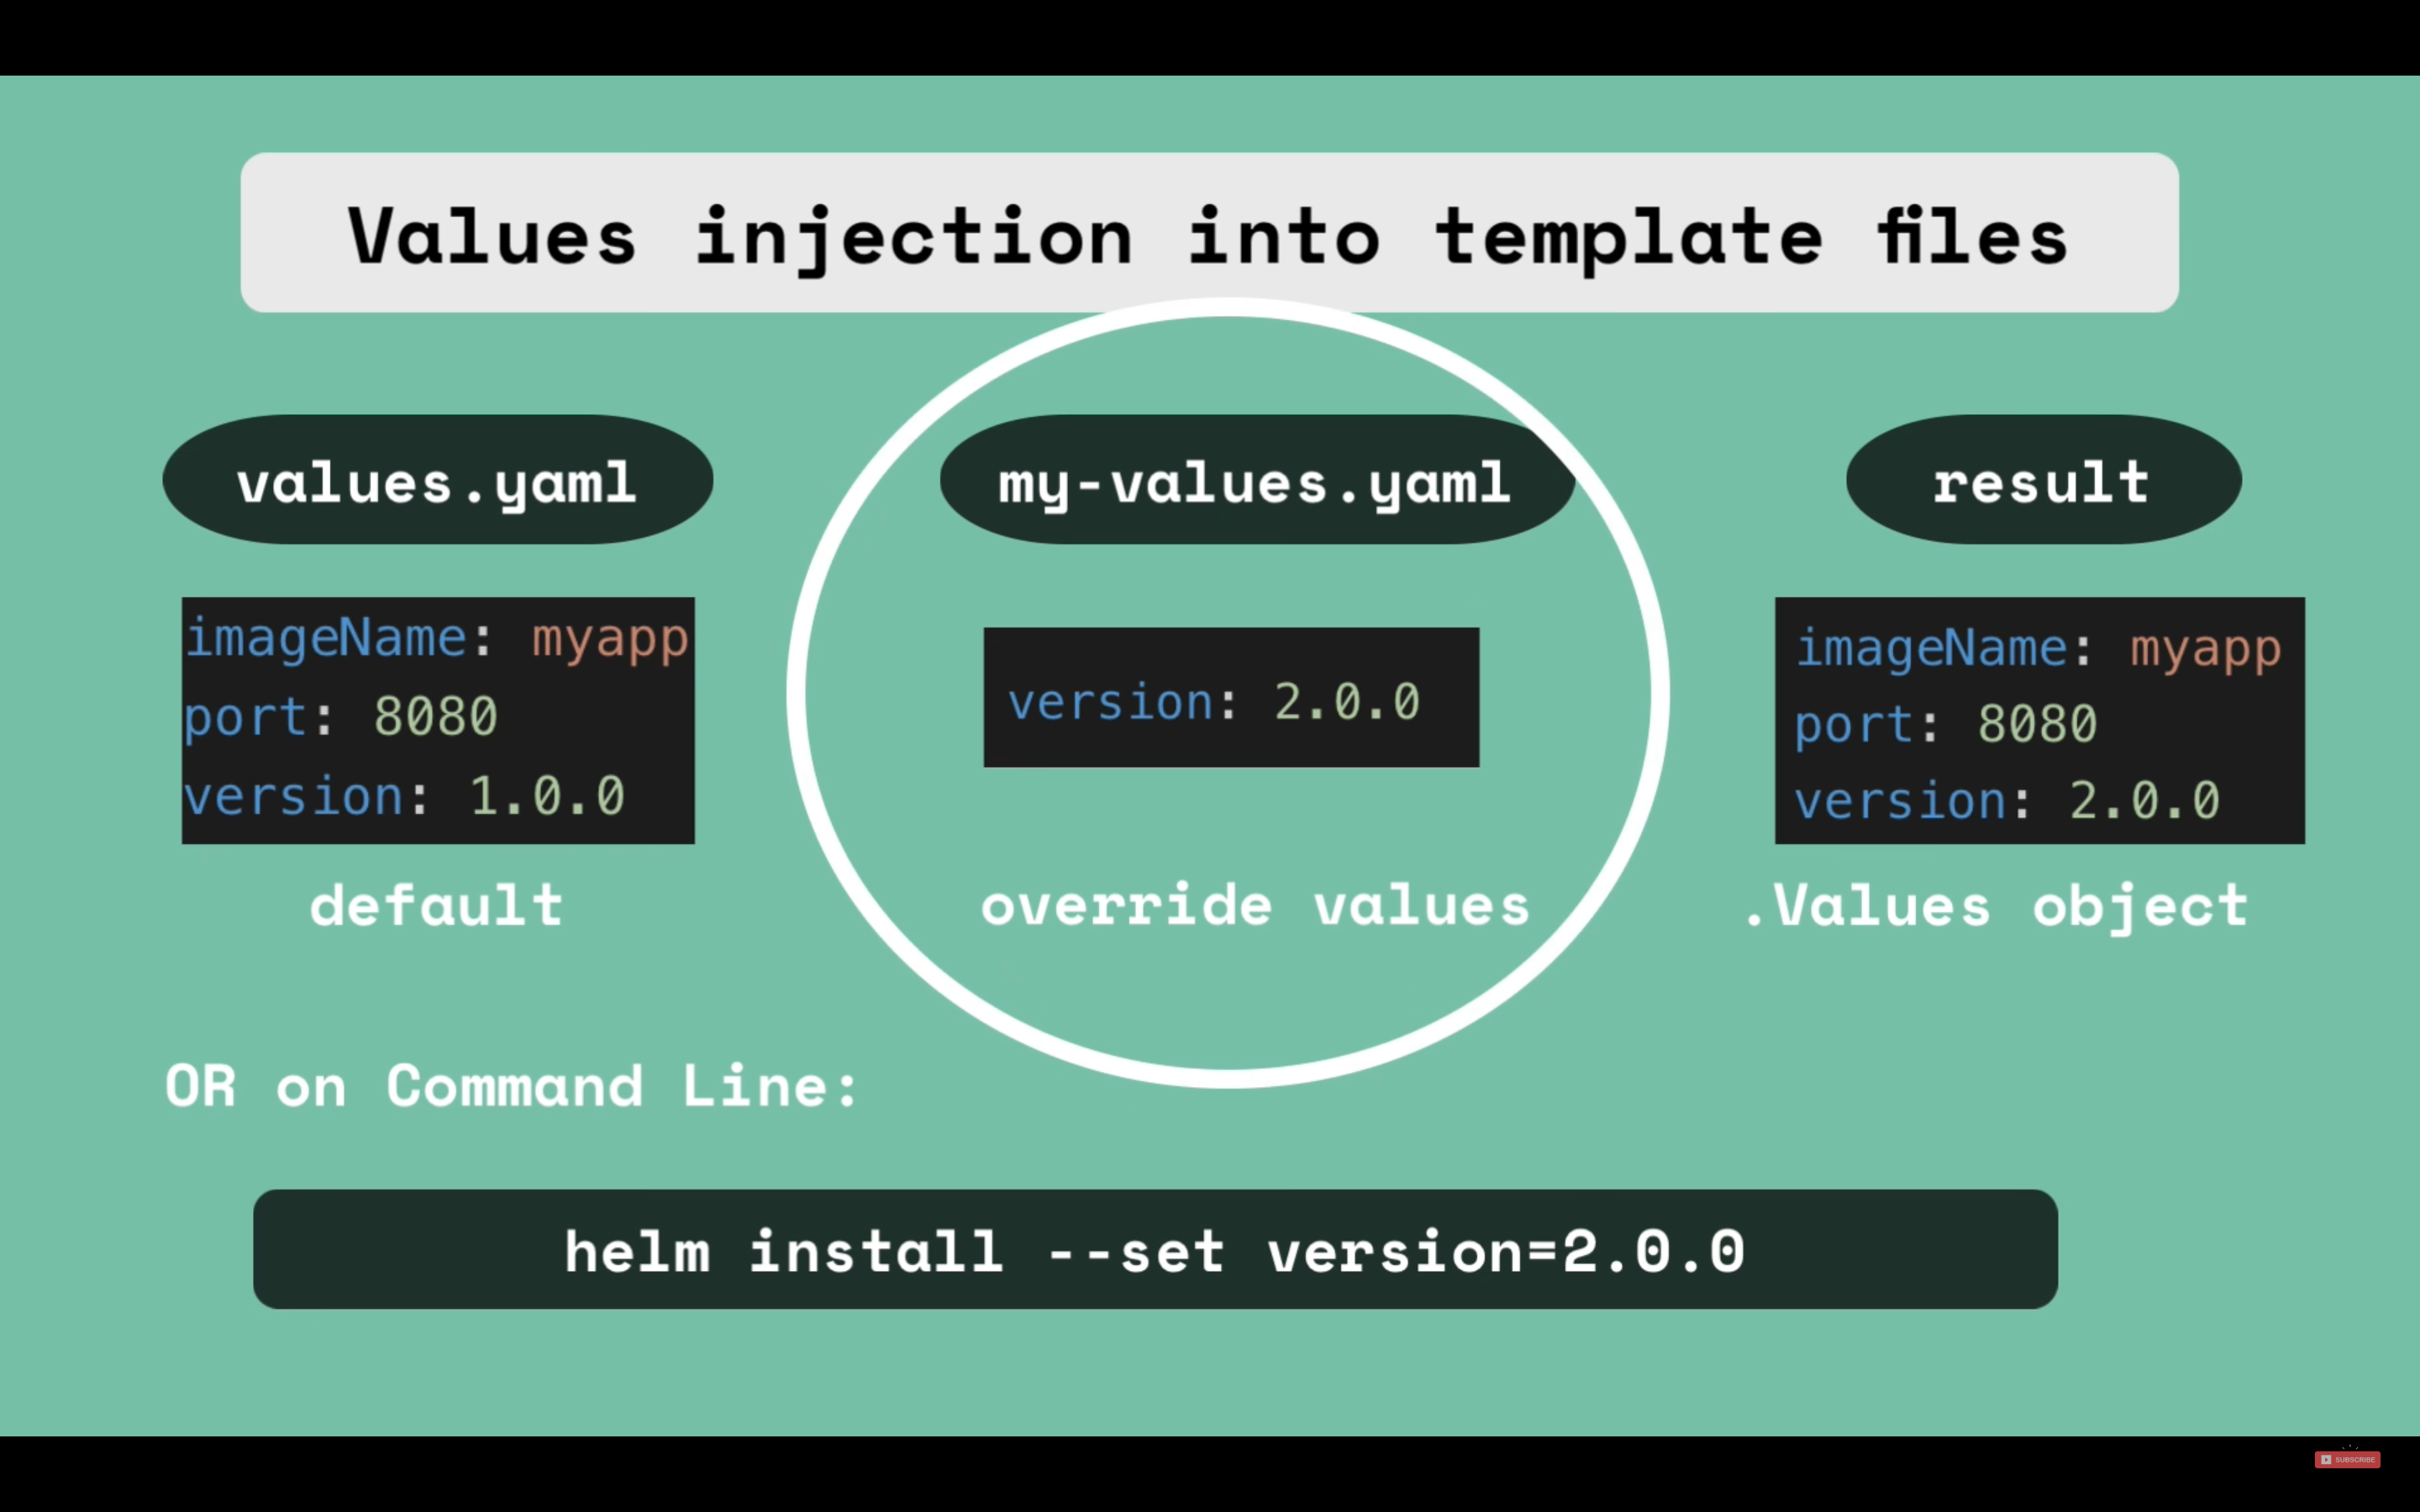 Values injection into template files
values.yaml
my-values.yaml
result
imageName: myapp
port: 8080
version: 1.0.0
version: 2.0.0
imageName: myapp
port: 8080
version: 2.0.0
default
override values
.Values object
OR on Command Line:
helm install --set version=2.0.0
SUBSCRIBE